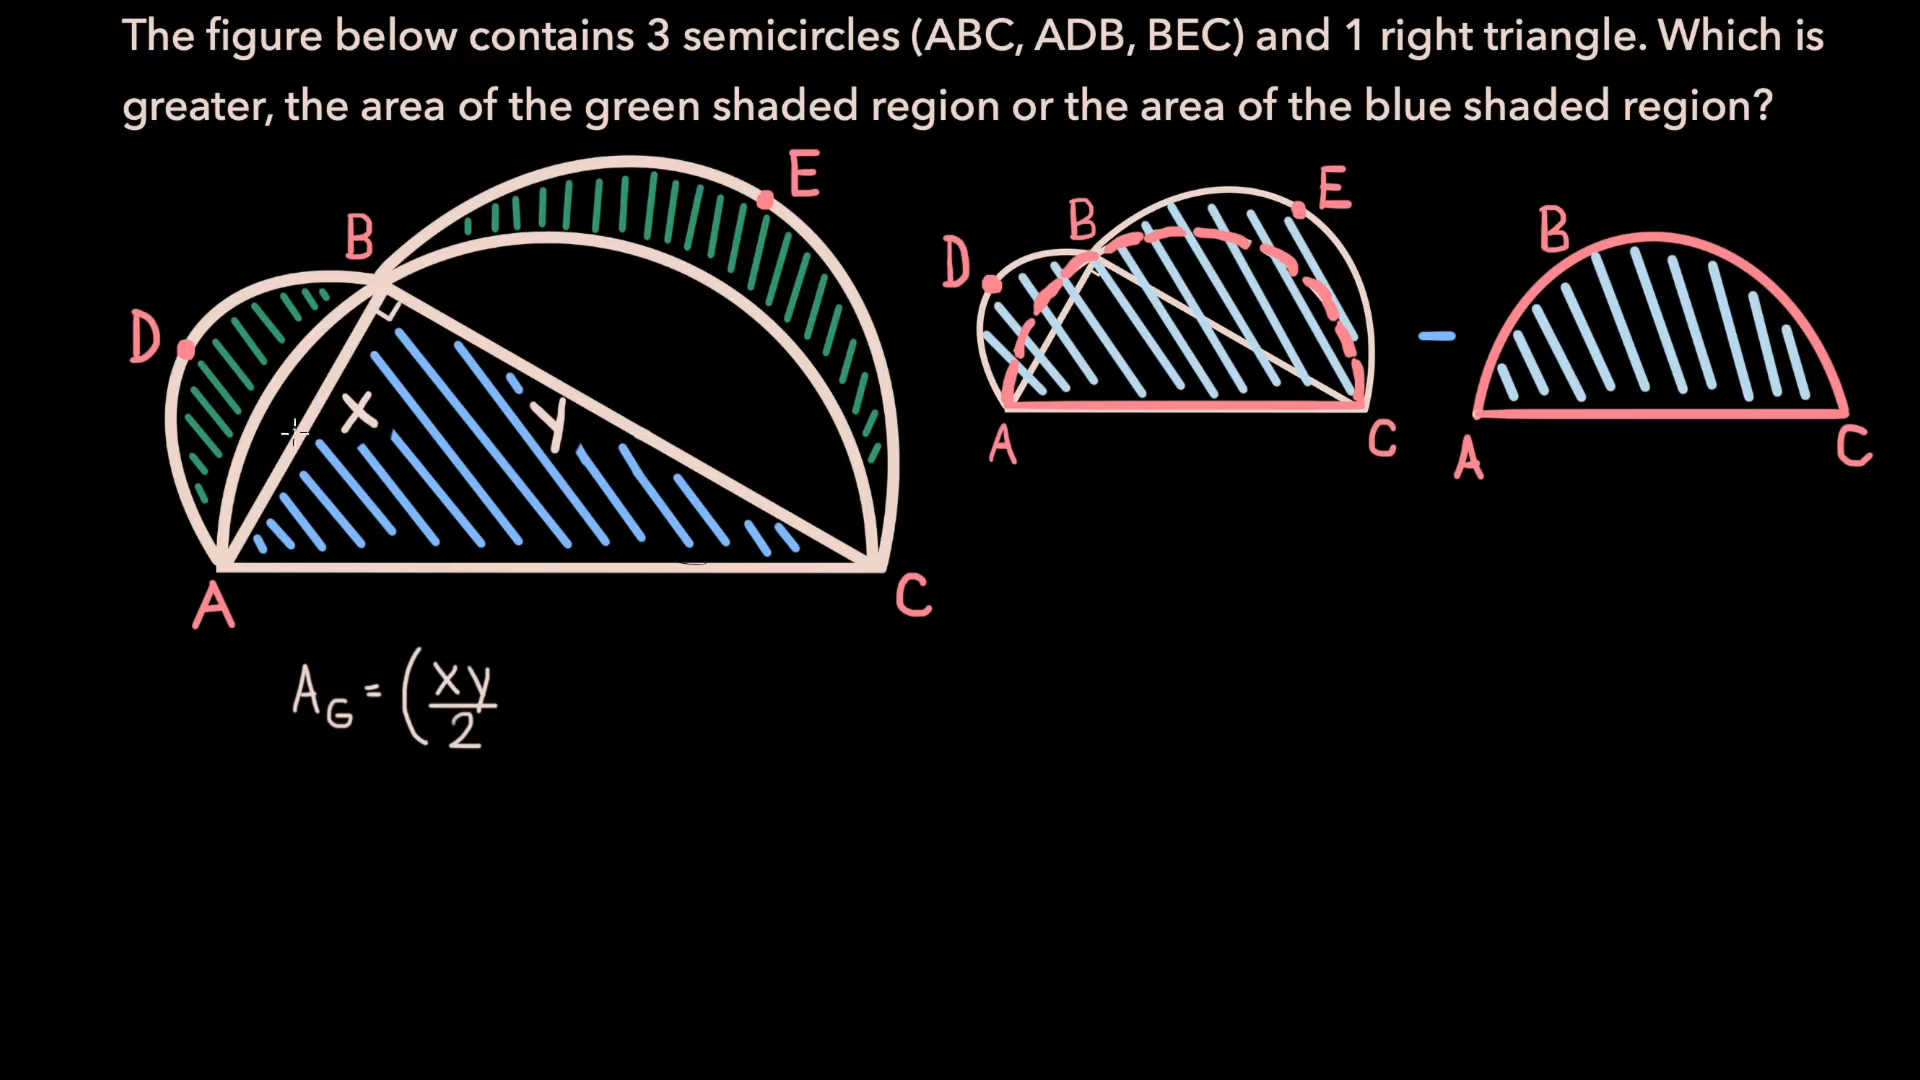 The figure below contains 3 semicircles (ABC, ADB, BEC) and 1 right triangle. Which is
greater, the area of the green shaded region or the area of the blue shaded region?
E
B
D
x
y
A
C
E
B
D
A
C
-
B
A
C
A_G = (xy/2